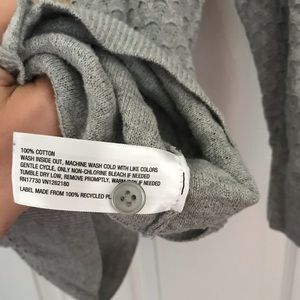 100% COTTON
WASH INSIDE OUT, MACHINE WASH COLD WITH LIKE COLORS
GENTLE CYCLE, ONLY NON-CHLORINE BLEACH IF NEEDED
TUMBLE DRY LOW, REMOVE PROMPTLY, WARM IRON IF NEEDED
RN17730 VN1262180
LABEL MADE FROM 100% RECYCLED